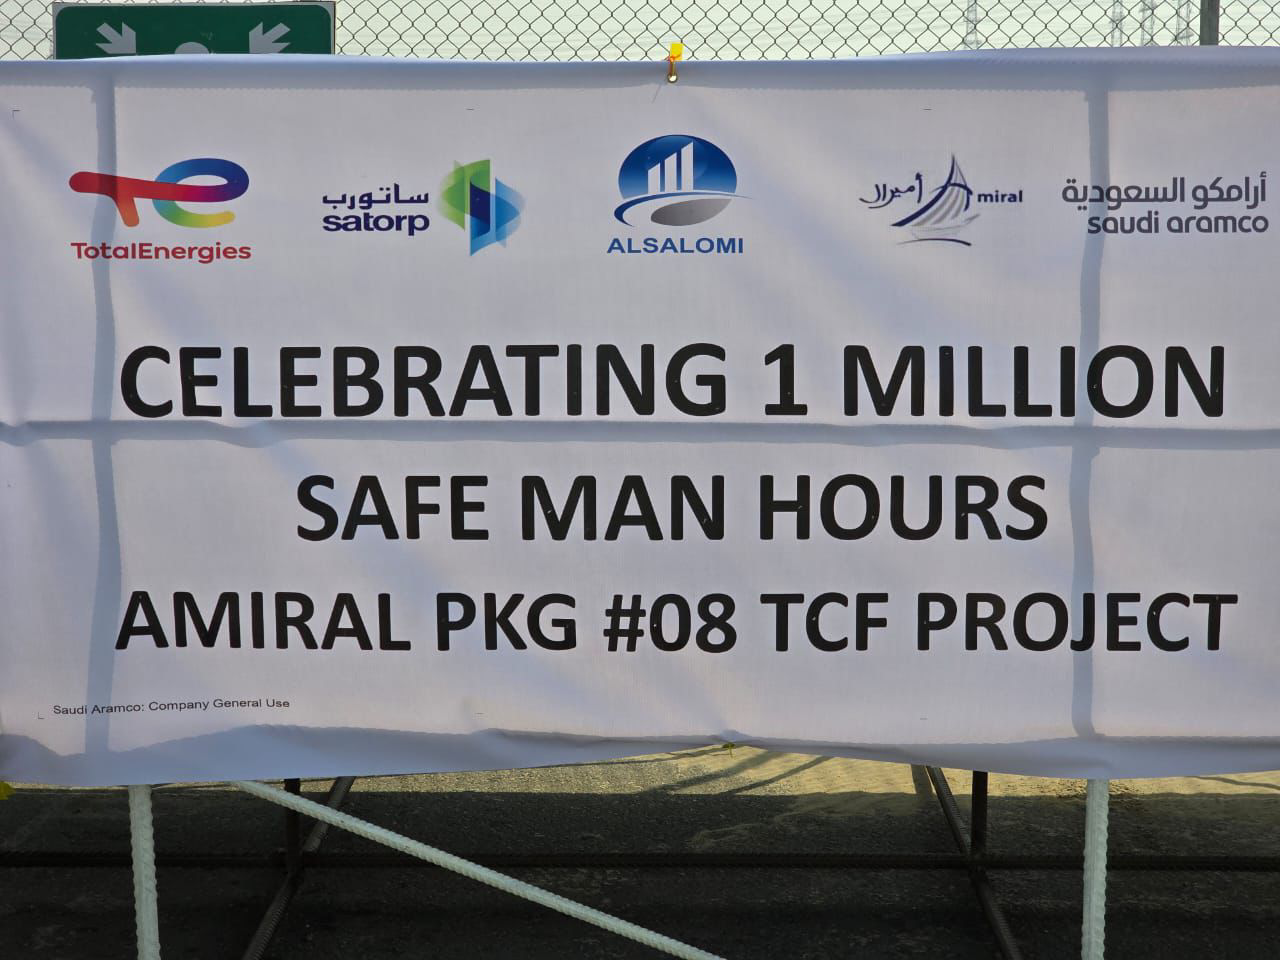 TotalEnergies
ساتورب
satorp
ALSALOMI
أميرال
miral
أرامكو السعودية
saudi aramco
CELEBRATING 1 MILLION
SAFE MAN HOURS
AMIRAL PKG #08 TCF PROJECT
Saudi Aramco: Company General Use